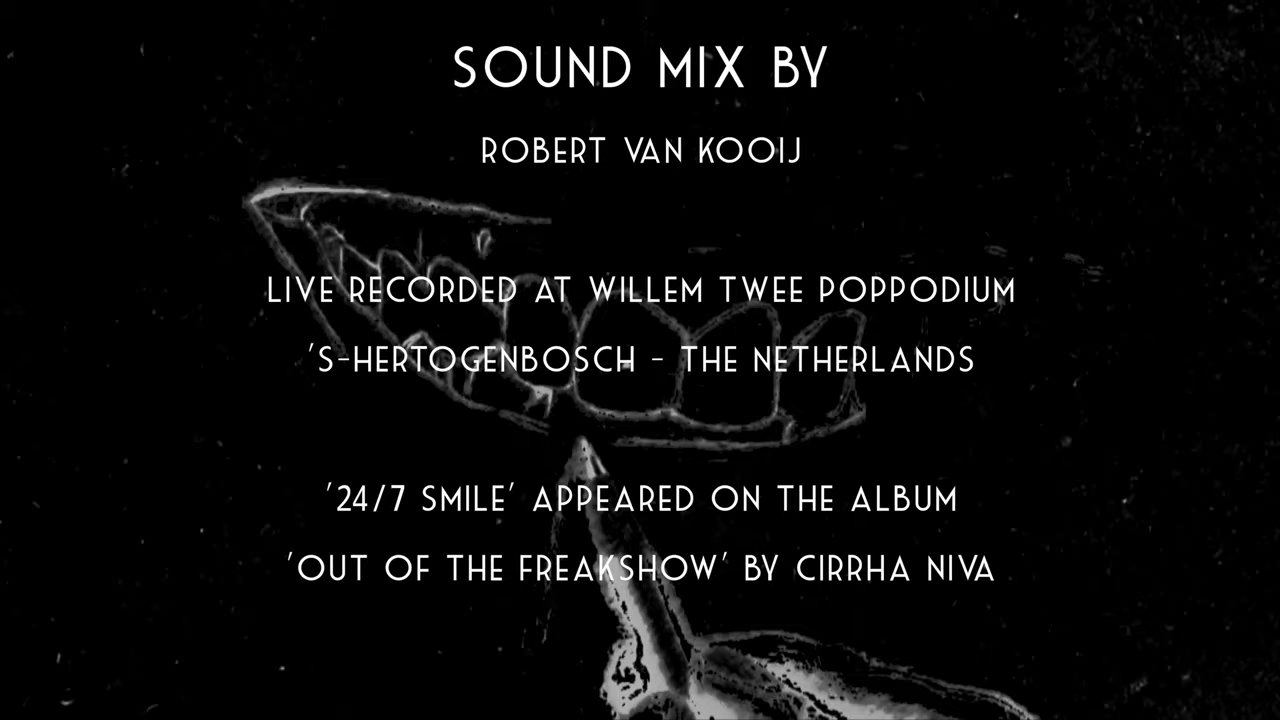 SOUND MIX BY
ROBERT VAN KOOIJ
LIVE RECORDED AT WILLEM TWEE POPPODIUM
'S-HERTOGENBOSCH - THE NETHERLANDS
'24/7 SMILE' APPEARED ON THE ALBUM
'OUT OF THE FREAKSHOW' BY CIRRHA NIVA